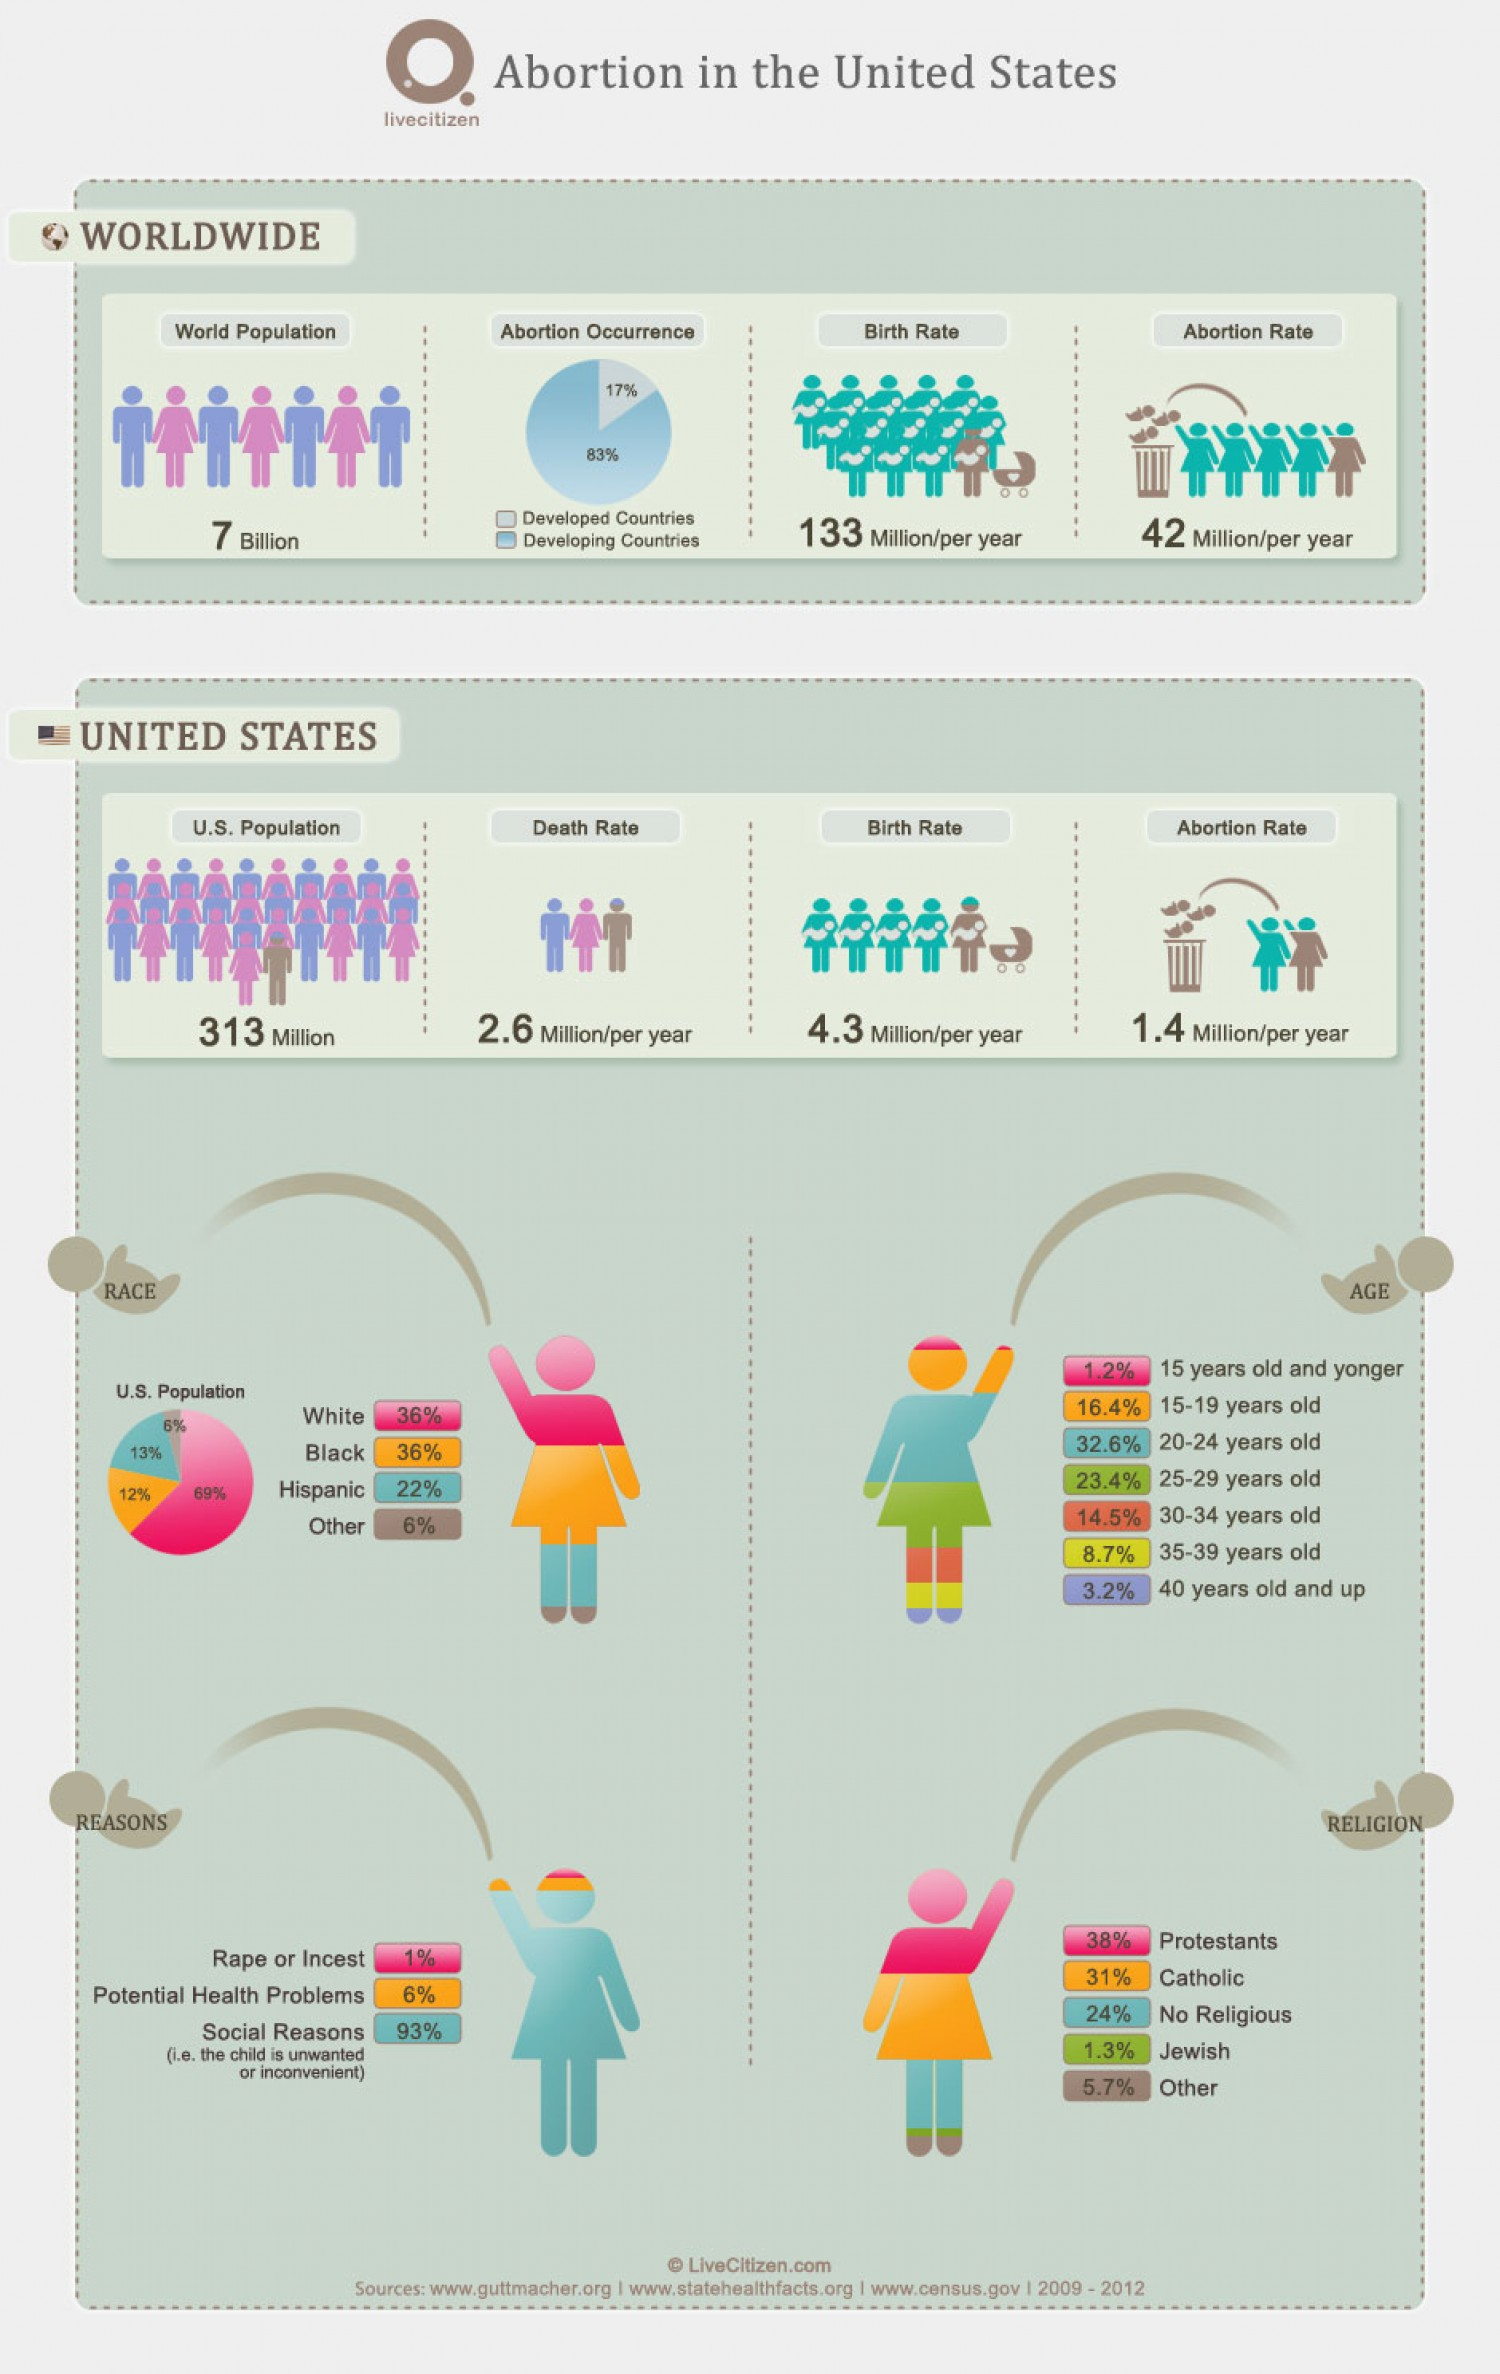 livecitizen
Abortion in the United States
WORLDWIDE
World Population
7 Billion
Abortion Occurrence
17%
83%
Developed Countries
Developing Countries
Birth Rate
133 Million/per year
Abortion Rate
42 Million/per year
UNITED STATES
U.S. Population
313 Million
Death Rate
2.6 Million/per year
Birth Rate
4.3 Million/per year
Abortion Rate
1.4 Million/per year
RACE
U.S. Population
6%
13%
12%
69%
White 36%
Black 36%
Hispanic 22%
Other 6%
AGE
1.2% 15 years old and yonger
16.4% 15-19 years old
32.6% 20-24 years old
23.4% 25-29 years old
14.5% 30-34 years old
8.7% 35-39 years old
3.2% 40 years old and up
REASONS
Rape or Incest 1%
Potential Health Problems 6%
Social Reasons 93%
(i.e. the child is unwanted
or inconvenient)
RELIGION
38% Protestants
31% Catholic
24% No Religious
1.3% Jewish
5.7% Other
© LiveCitizen.com
Sources: www.guttmacher.org | www.statehealthfacts.org | www.census.gov | 2009 - 2012